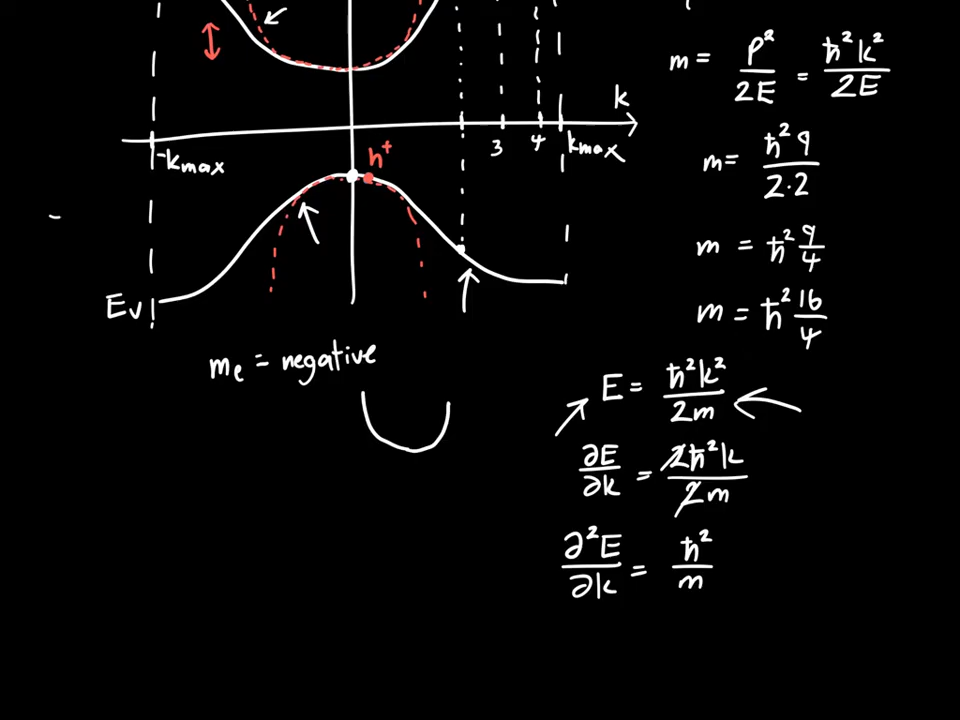 k
3 4 kmax
-kmax
h⁺
Ev
mₑ = negative
m = p²/2E = ħ²k²/2E
m = ħ²9/2·2
m = ħ² 9/4
m = ħ² 16/4
E = ħ²k²/2m
∂E/∂k = 2ħ²k/2m
∂²E/∂k = ħ²/m